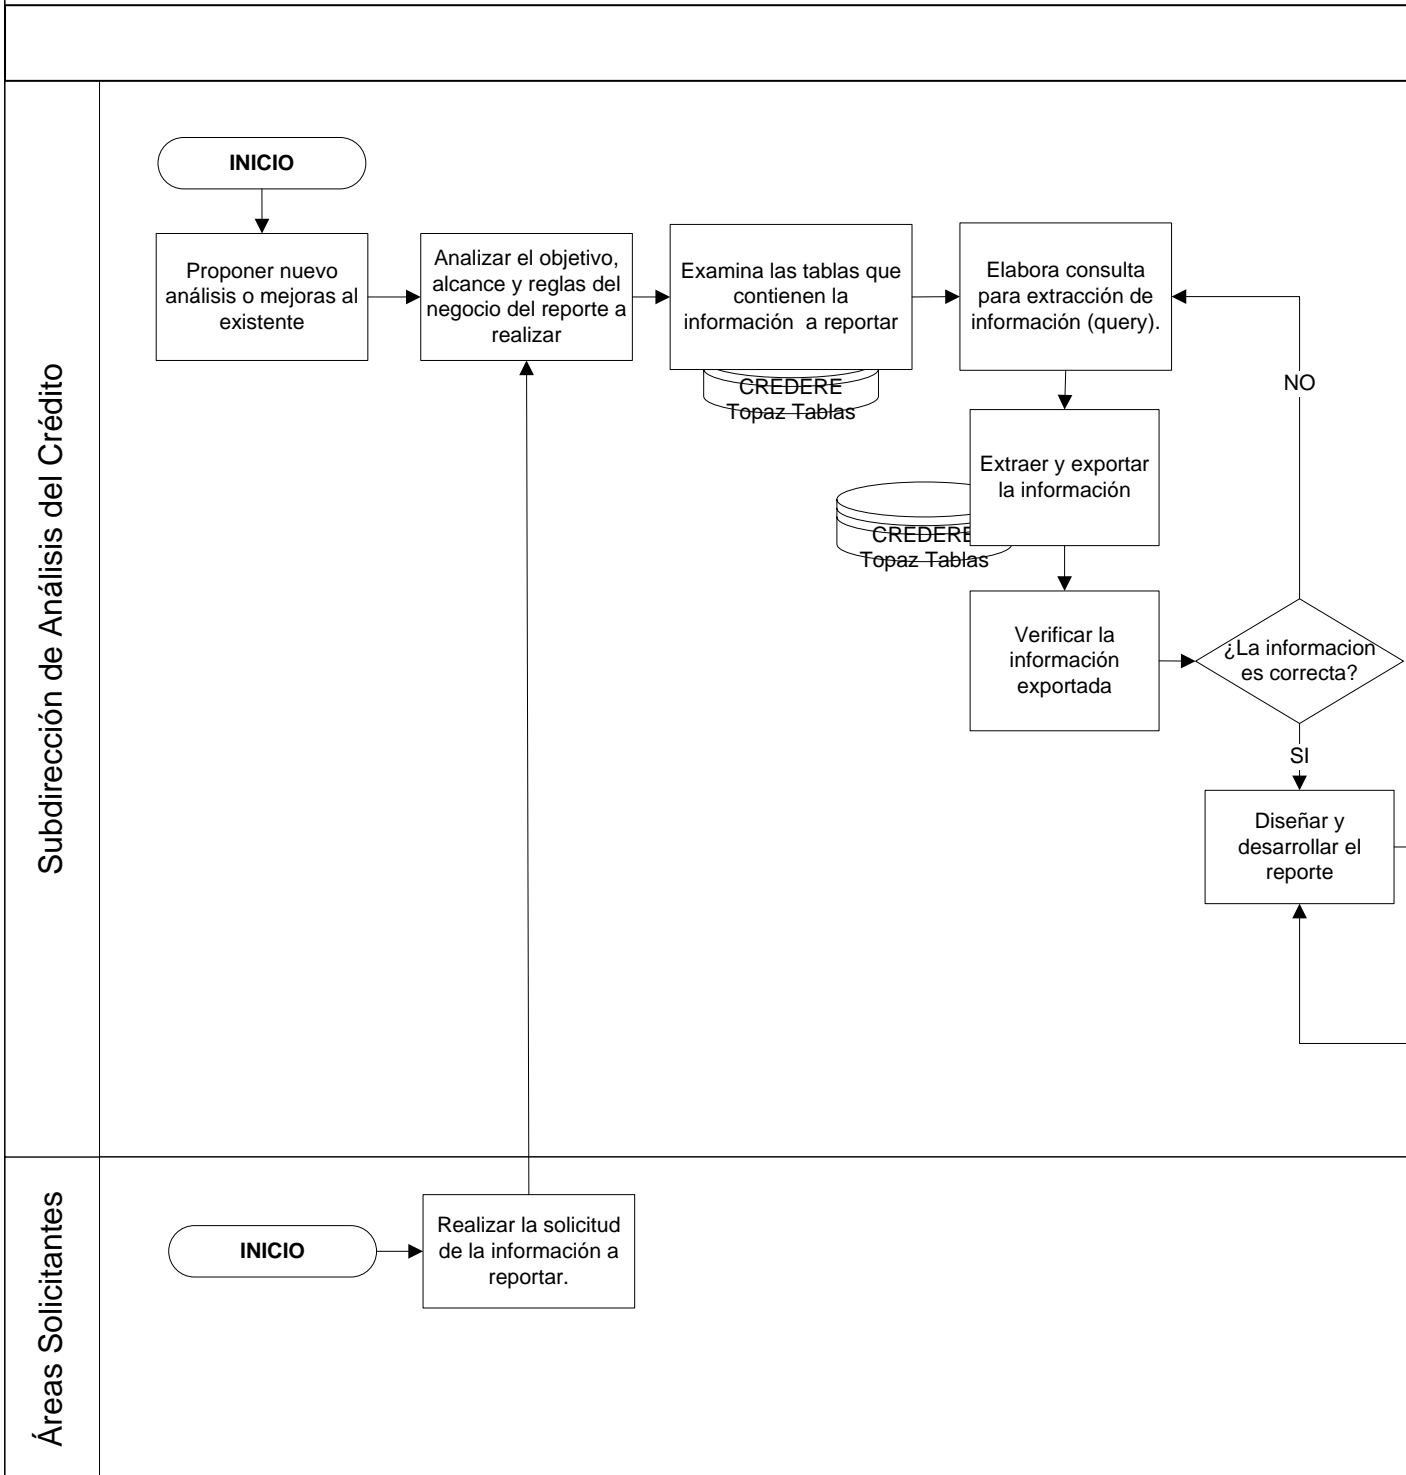 Subdirección de Análisis del Crédito
INICIO
Proponer nuevo
análisis o mejoras al
existente
Analizar el objetivo,
alcance y reglas del
negocio del reporte a
realizar
Examina las tablas que
contienen la
información a reportar
CREDERE
Topaz Tablas
Elabora consulta
para extracción de
información (query).
NO
Extraer y exportar
la información
CREDERE
Topaz Tablas
Verificar la
información
exportada
¿La informacion
es correcta?
SI
Diseñar y
desarrollar el
reporte
Áreas Solicitantes
INICIO
Realizar la solicitud
de la información a
reportar.